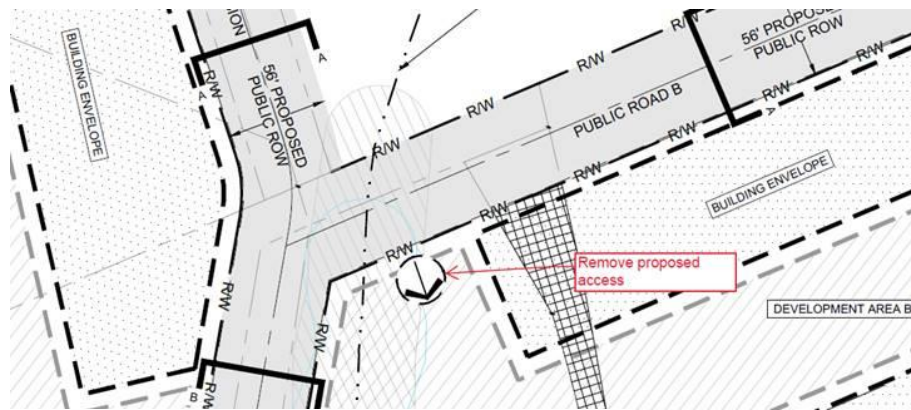 SION
A
A
R/W
56' PROPOSED
PUBLIC ROW
BUILDING ENVELOPE
R/W
R/W
R/W
R/W
R/W
56' PROPOSED
PUBLIC ROW
R/W
R/W
R/W
R/W
R/W
A
PUBLIC ROAD B
BUILDING ENVELOPE
R/W
Remove proposed
access
DEVELOPMENT AREA B
R/W
R/W
B
R/W